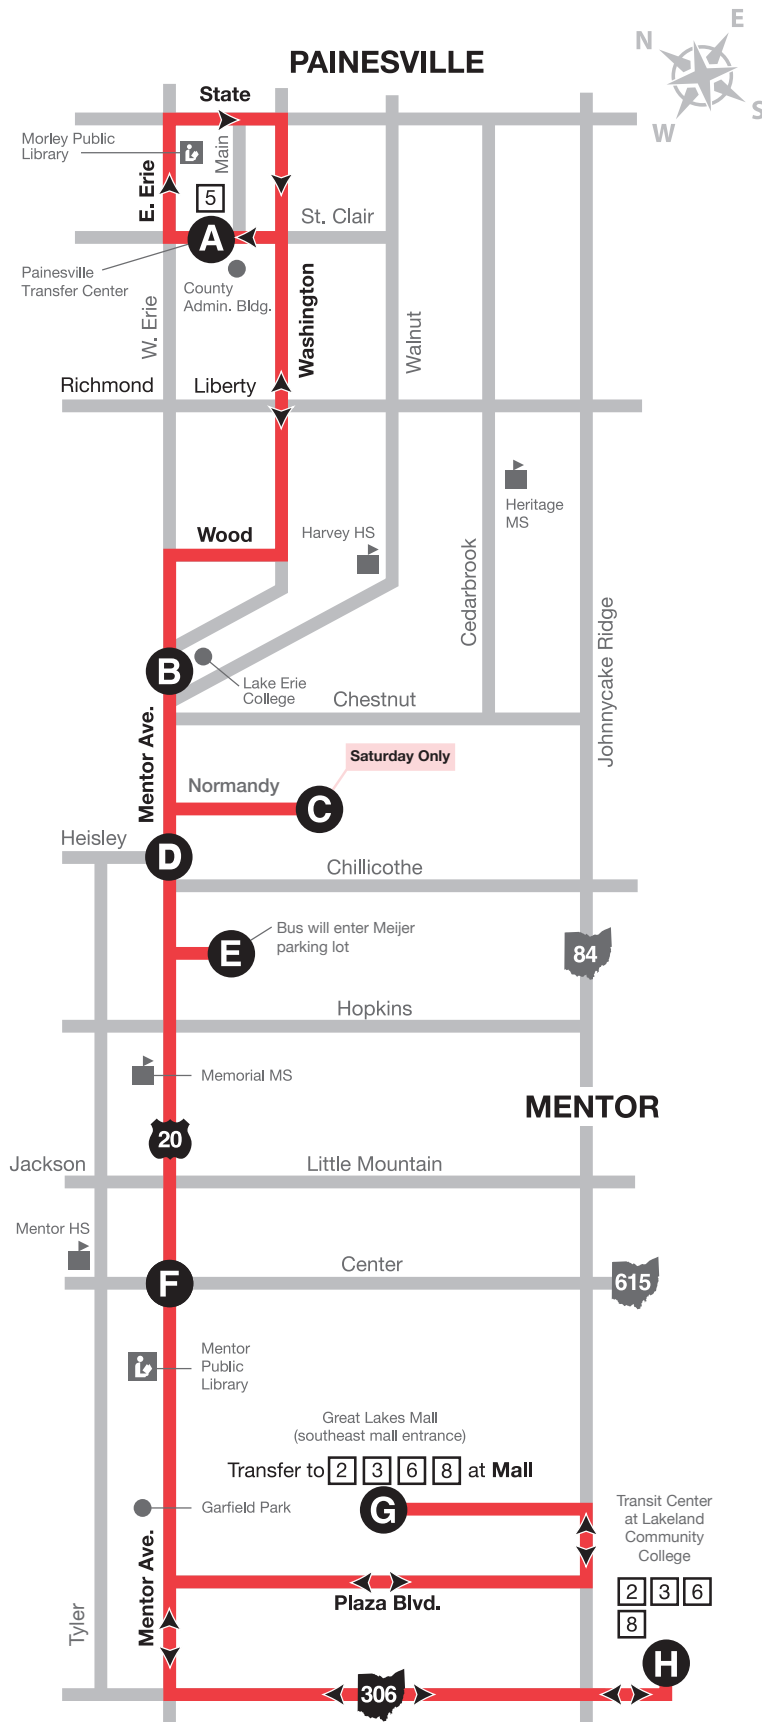 PAINESVILLE
N
E
S
W
State
Morley Public
Library
Main
E. Erie
5
A
St. Clair
Painesville
Transfer Center
County
Admin. Bldg.
W. Erie
Washington
Walnut
Richmond
Liberty
Heritage
MS
Wood
Harvey HS
Cedarbrook
Johnnycake Ridge
B
Lake Erie
College
Chestnut
Mentor Ave.
Saturday Only
Normandy
C
Heisley
D
Chillicothe
Bus will enter Meijer
parking lot
E
84
Hopkins
Memorial MS
MENTOR
20
Jackson
Little Mountain
Mentor HS
Center
F
615
Mentor
Public
Library
Great Lakes Mall
(southeast mall entrance)
Transfer to 2 3 6 8 at Mall
G
Garfield Park
Transit Center
at Lakeland
Community
College
2 3 6
8
Mentor Ave.
Plaza Blvd.
Tyler
H
306